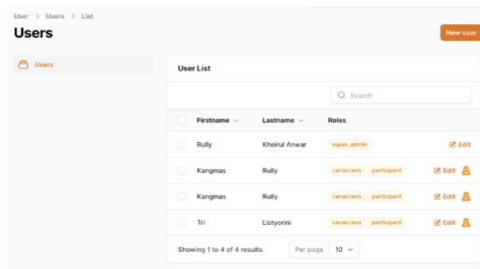 User > Users > List
Users
New user
Users
User List
Search
Firstname Lastname Roles
Rully Khoirul Anwar super_admin Edit
Kangmas Rully canaccess participant Edit
Kangmas Rully canaccess participant Edit
Tri Listyorini canaccess participant Edit
Showing 1 to 4 of 4 results Per page 10